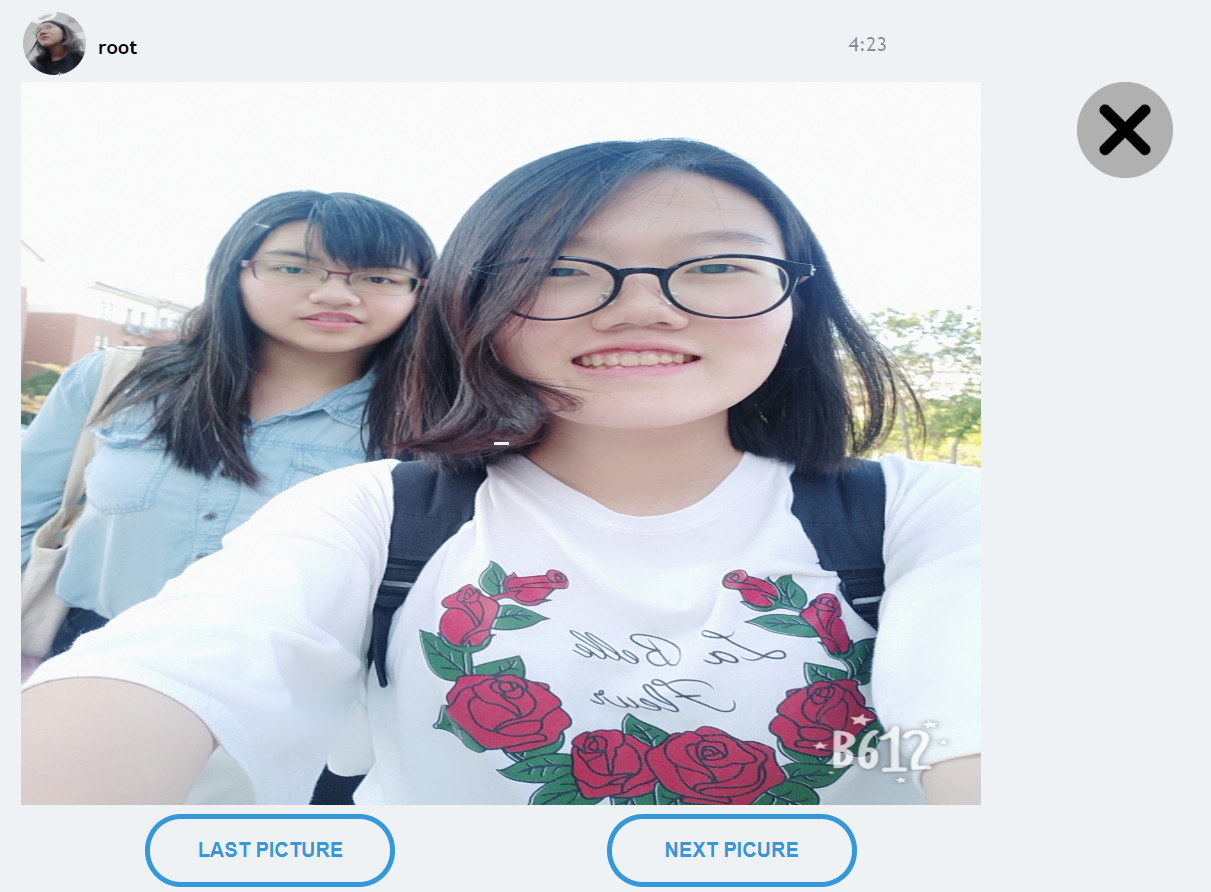 root
4:23
La Belle
Fleur
B612
LAST PICTURE
NEXT PICURE